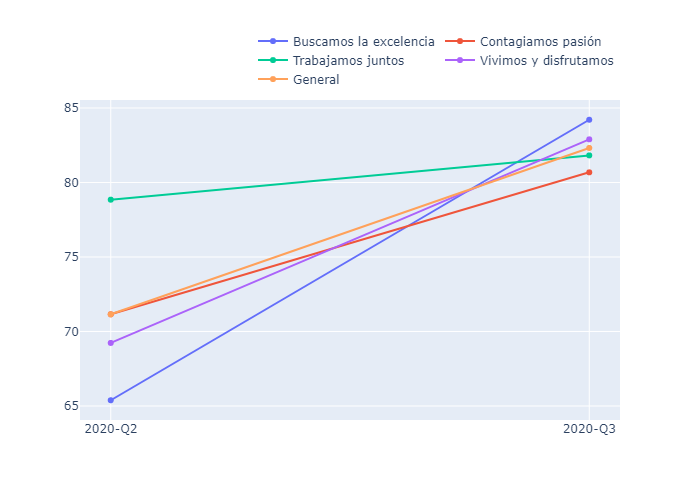 Buscamos la excelencia Contagiamos pasión
Trabajamos juntos Vivimos y disfrutamos
General
85
80
75
70
65
2020-Q2 2020-Q3